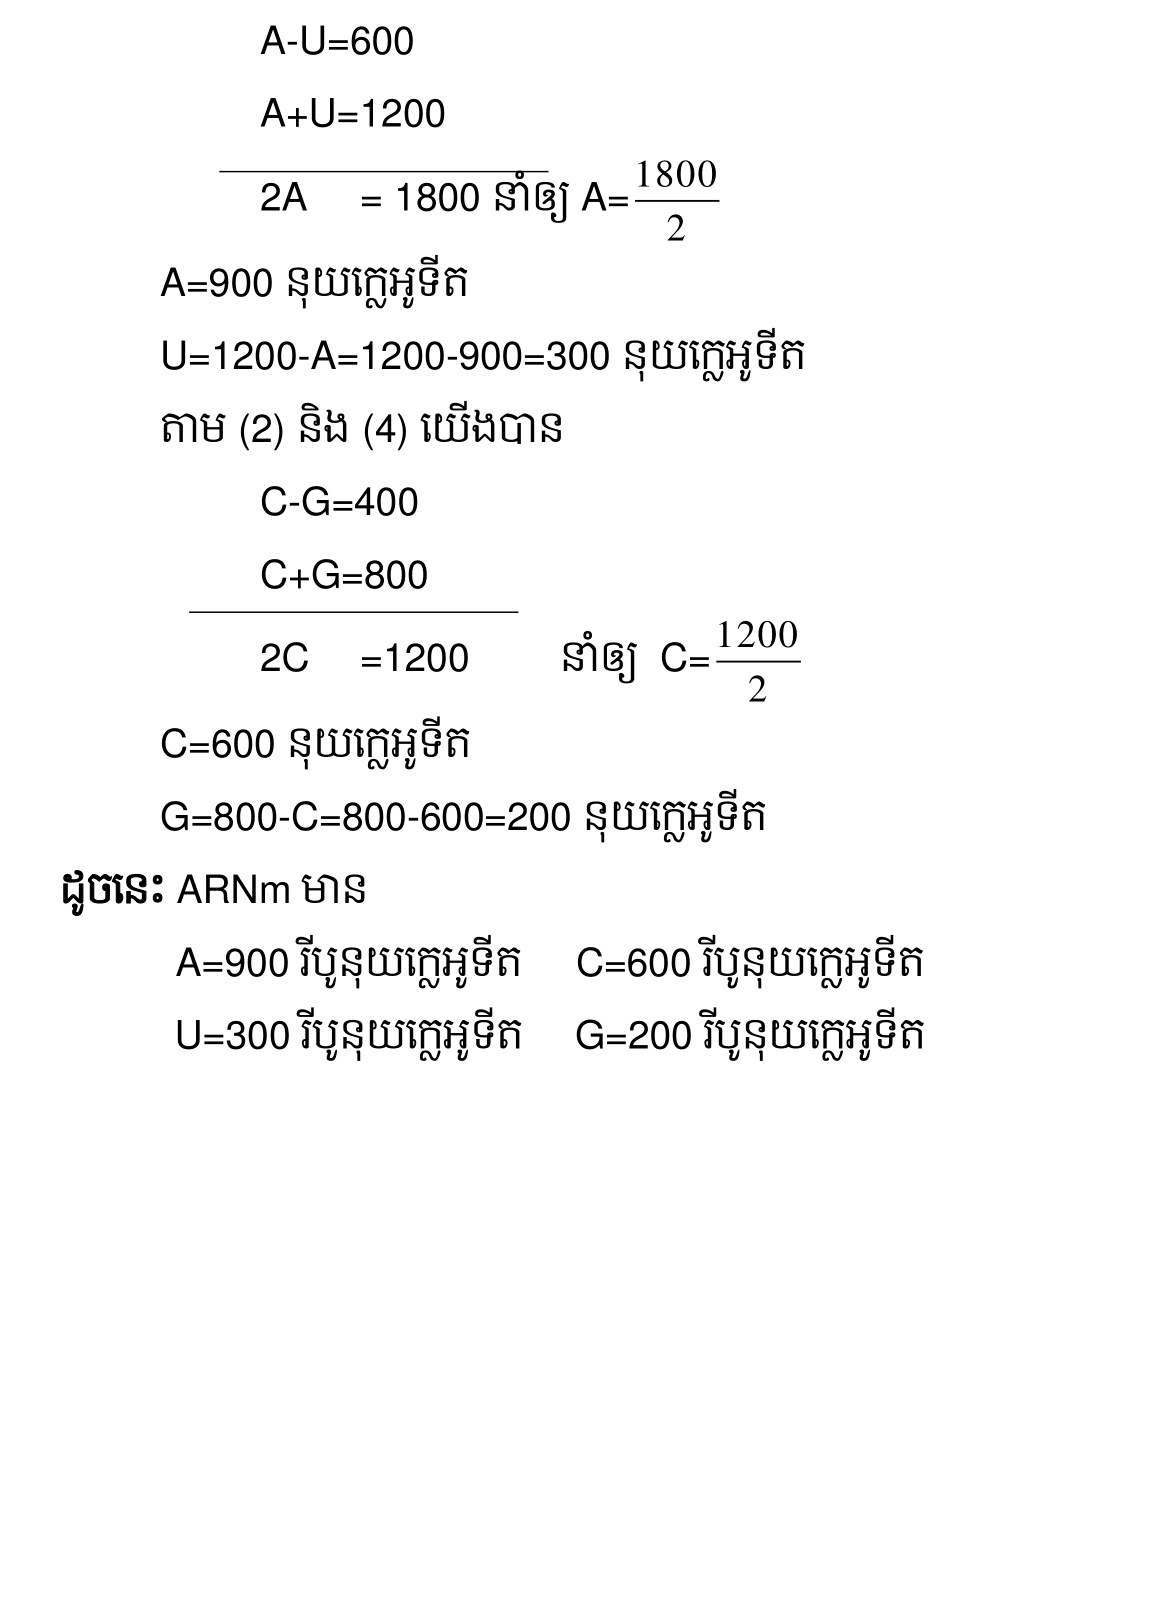 A-U=600
A+U=1200
2A = 1800 នាំឲ្យ A=1800/2
A=900 នុយក្លេអូទីត
U=1200-A=1200-900=300 នុយក្លេអូទីត
តាម (2) និង (4) យើងបាន
C-G=400
C+G=800
2C =1200 នាំឲ្យ C=1200/2
C=600 នុយក្លេអូទីត
G=800-C=800-600=200 នុយក្លេអូទីត
ដូចនេះ ARNm មាន
A=900 រីបូនុយក្លេអូទីត C=600 រីបូនុយក្លេអូទីត
U=300 រីបូនុយក្លេអូទីត G=200 រីបូនុយក្លេអូទីត